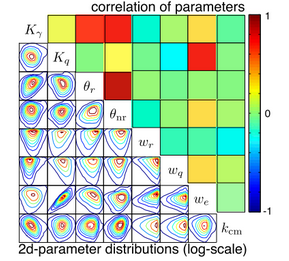 correlation of parameters
K_γ
K_q
θ_r
θ_nr
w_r
w_q
w_e
k_cm
1
0
-1
2d-parameter distributions (log-scale)